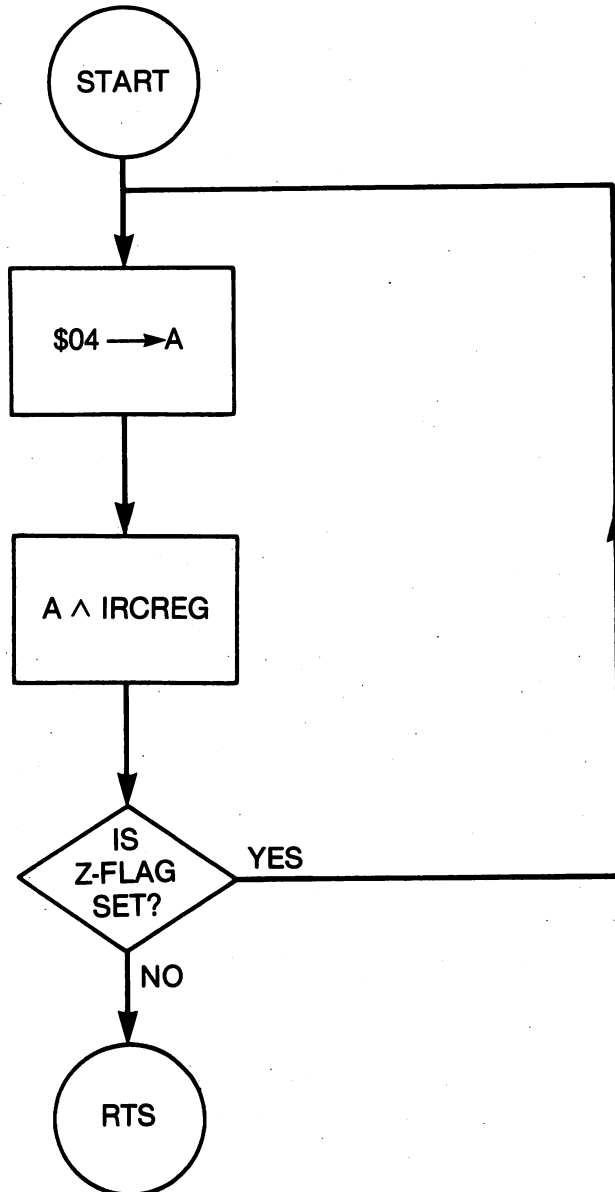 START
$04 → A
A ∧ IRCREG
IS
Z-FLAG
SET?
YES
NO
RTS